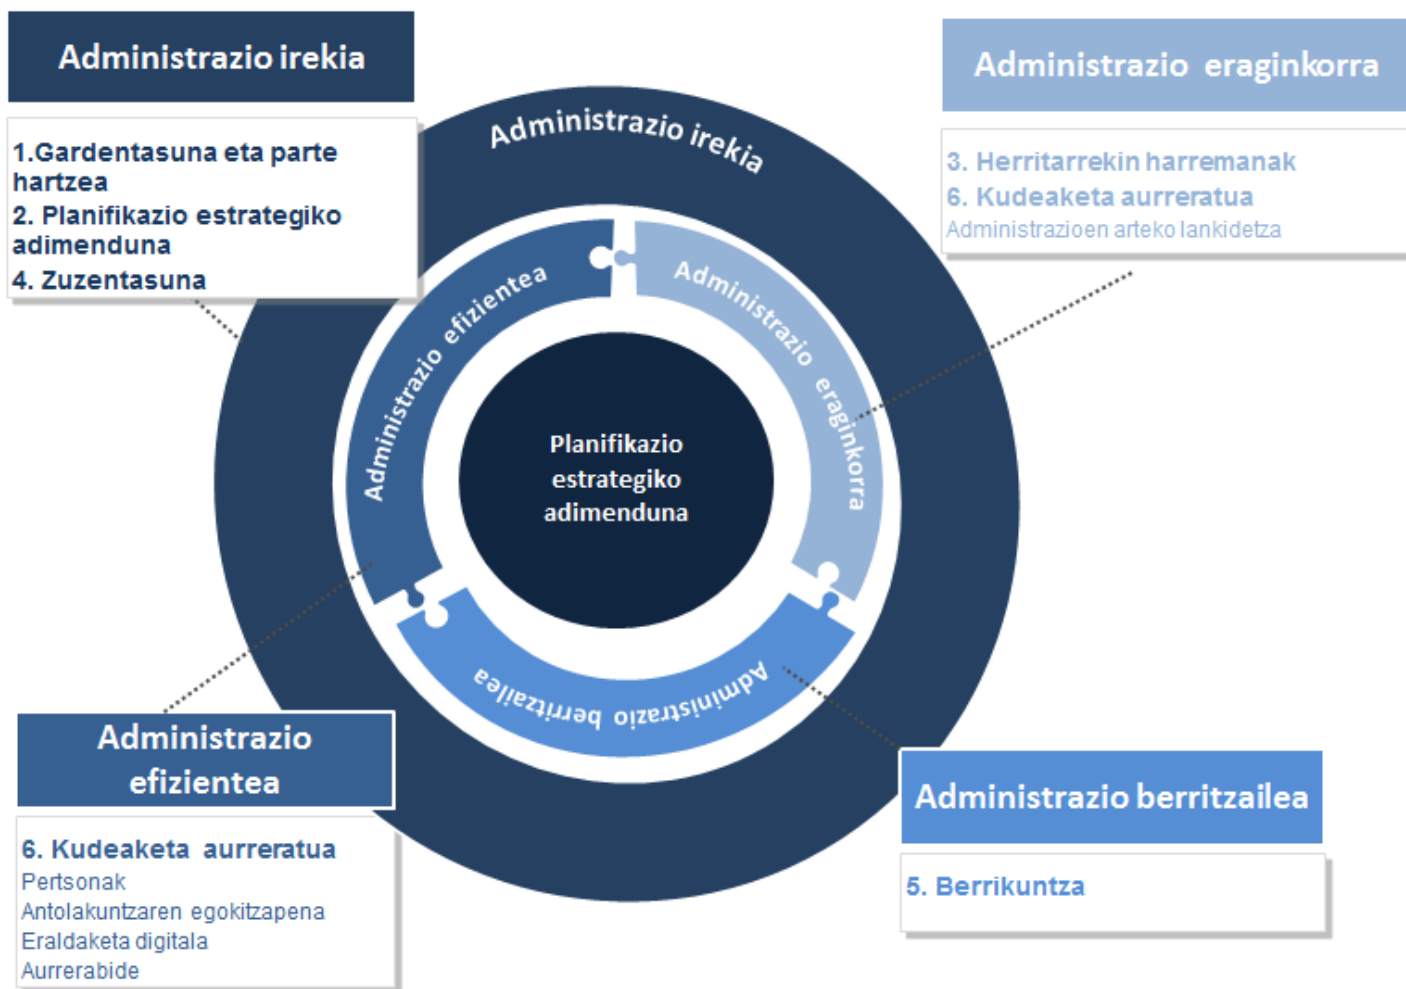 Administrazio irekia
1.Gardentasuna eta parte
hartzea
2. Planifikazio estrategiko
adimenduna
4. Zuzentasuna
Administrazio eraginkorra
3. Herritarrekin harremanak
6. Kudeaketa aurreratua
Administrazioen arteko lankidetza
Administrazio irekia
Administrazio efizientea
Administrazio eraginkorra
Planifikazio
estrategiko
adimenduna
Administrazio berritzailea
Administrazio
efizientea
6. Kudeaketa aurreratua
Pertsonak
Antolakuntzaren egokitzapena
Eraldaketa digitala
Aurrerabide
Administrazio berritzailea
5. Berrikuntza